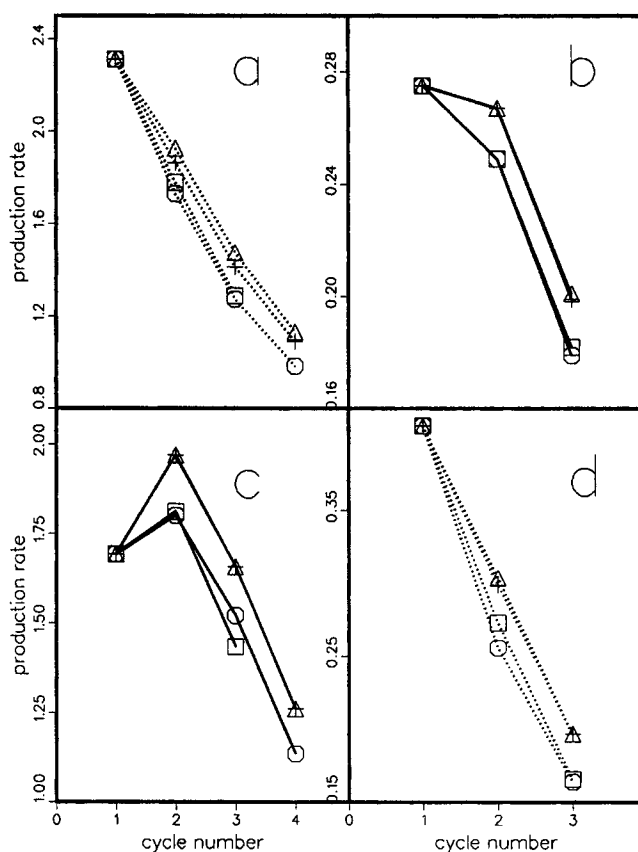 a
b
production rate
2.4
2.0
1.6
1.2
0.8
0.28
0.24
0.20
0.16
c
d
production rate
2.00
1.75
1.50
1.25
1.00
0.35
0.25
0.15
0 1 2 3 4 0 1 2 3
cycle number cycle number